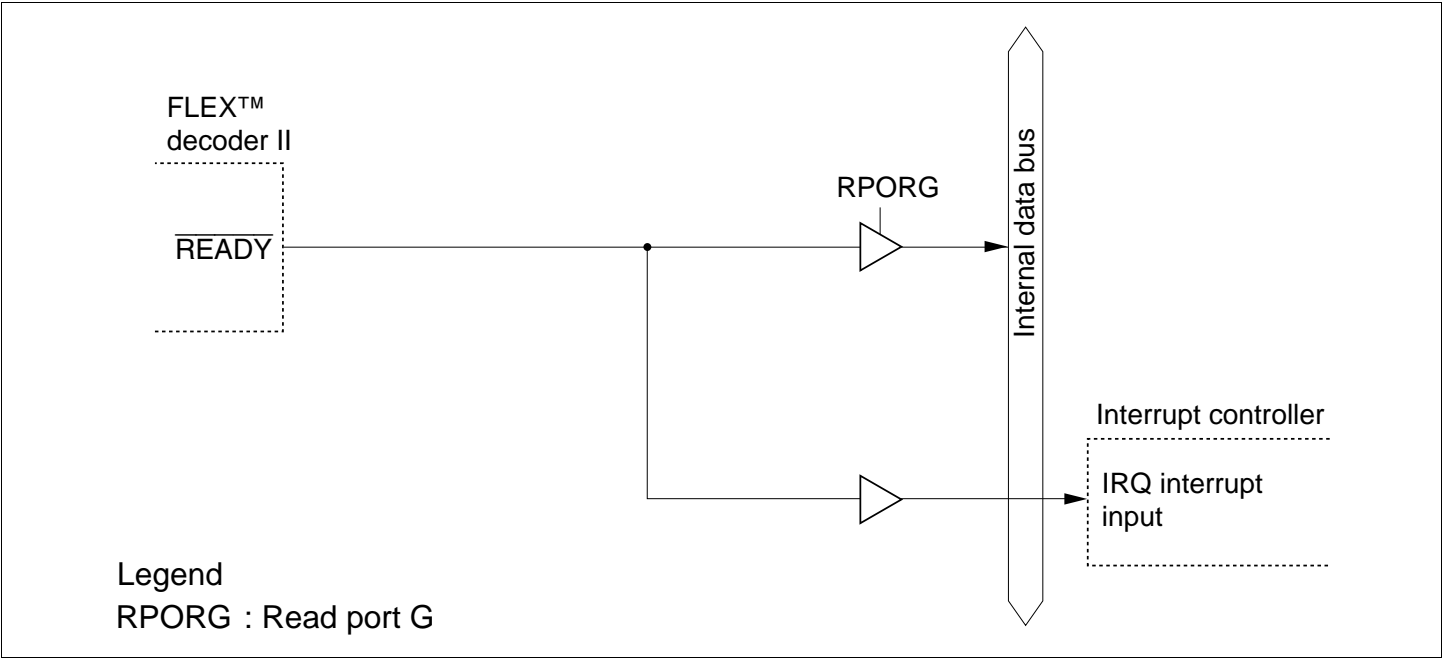 FLEX™
decoder II
RPORG
READY
Internal data bus
Interrupt controller
IRQ interrupt
input
Legend
RPORG : Read port G